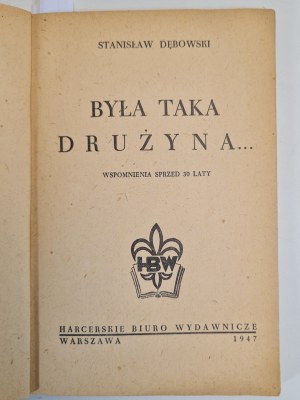 STANISŁAW DĘBOWSKI
BYŁA TAKA
DRUŻYNA...
WSPOMNIENIA SPRZED 30 LATY
HBW
HARCERSKIE BIURO WYDAWNICZE
WARSZAWA 1947